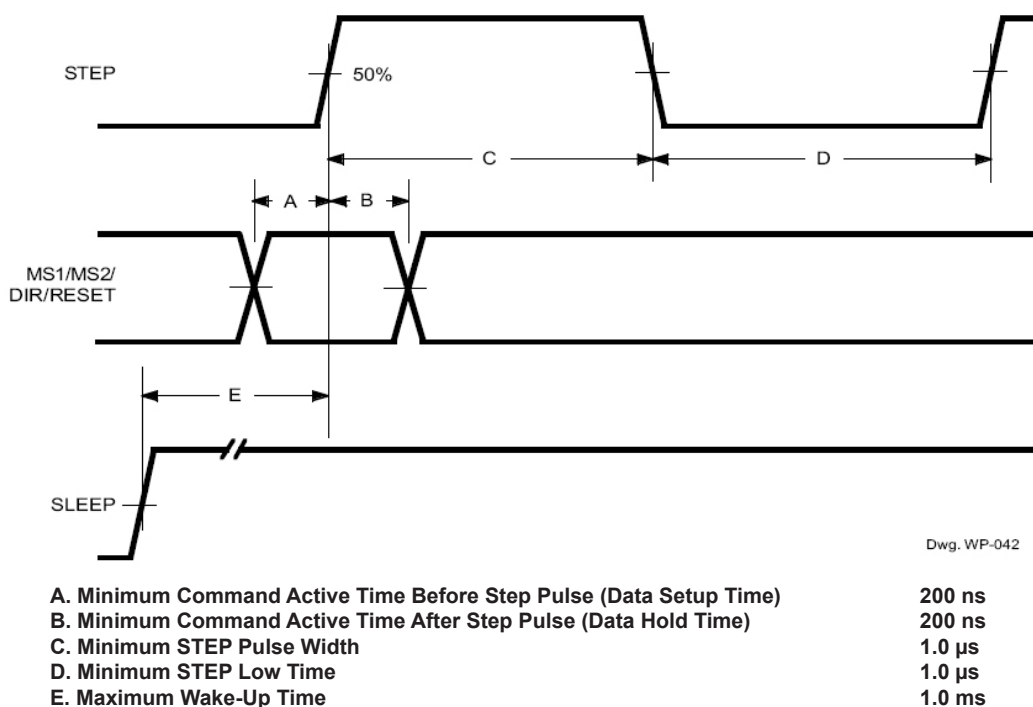 STEP
50%
C
D
A
B
MS1/MS2/
DIR/RESET
E
SLEEP
Dwg. WP-042
A. Minimum Command Active Time Before Step Pulse (Data Setup Time) 200 ns
B. Minimum Command Active Time After Step Pulse (Data Hold Time) 200 ns
C. Minimum STEP Pulse Width 1.0 µs
D. Minimum STEP Low Time 1.0 µs
E. Maximum Wake-Up Time 1.0 ms